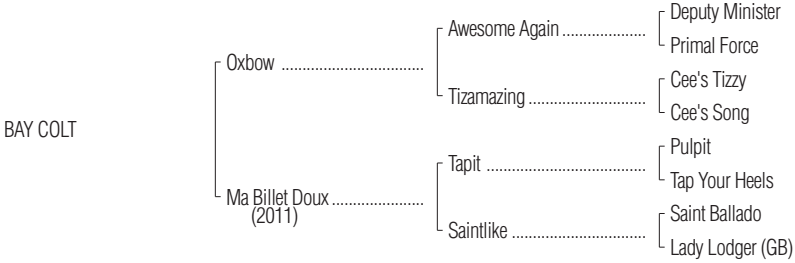 Deputy Minister
Awesome Again ....................
Primal Force
Oxbow ..................................
Cee's Tizzy
Tizamazing ............................
Cee's Song
BAY COLT
Pulpit
Tapit ......................................
Tap Your Heels
Ma Billet Doux ......................
(2011)
Saint Ballado
Saintlike ................................
Lady Lodger (GB)